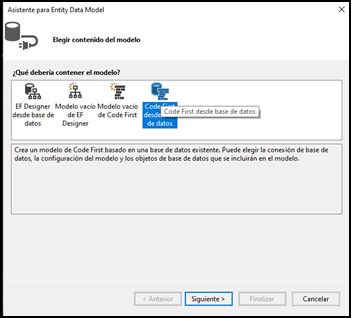 Asistente para Entity Data Model
Elegir contenido del modelo
¿Qué debería contener el modelo?
EF Designer
desde base de
datos
Modelo vacío
de EF
Designer
Modelo vacío
de Code First
Code First
desde base
de datos
Code First desde base de datos
Crea un modelo de Code First basado en una base de datos existente. Puede elegir la conexión de base de
datos, la configuración del modelo y los objetos de base de datos que se incluirán en el modelo.
< Anterior
Siguiente >
Finalizar
Cancelar